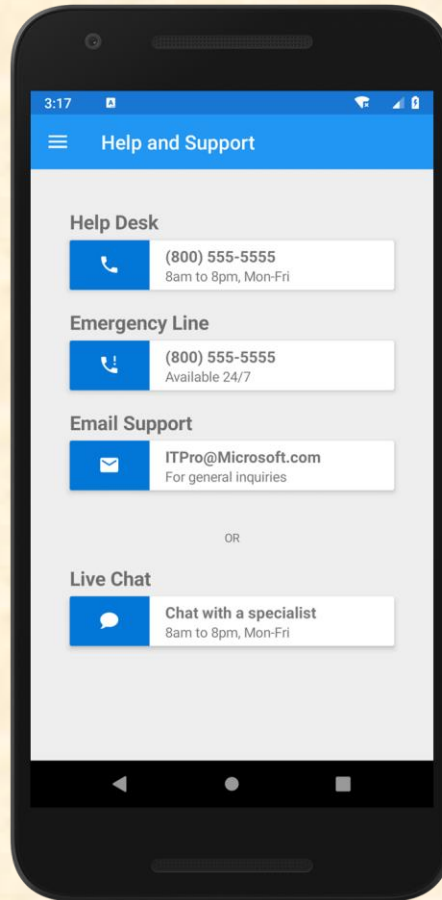 3:17
Help and Support
Help Desk
(800) 555-5555
8am to 8pm, Mon-Fri
Emergency Line
(800) 555-5555
Available 24/7
Email Support
ITPro@Microsoft.com
For general inquiries
OR
Live Chat
Chat with a specialist
8am to 8pm, Mon-Fri